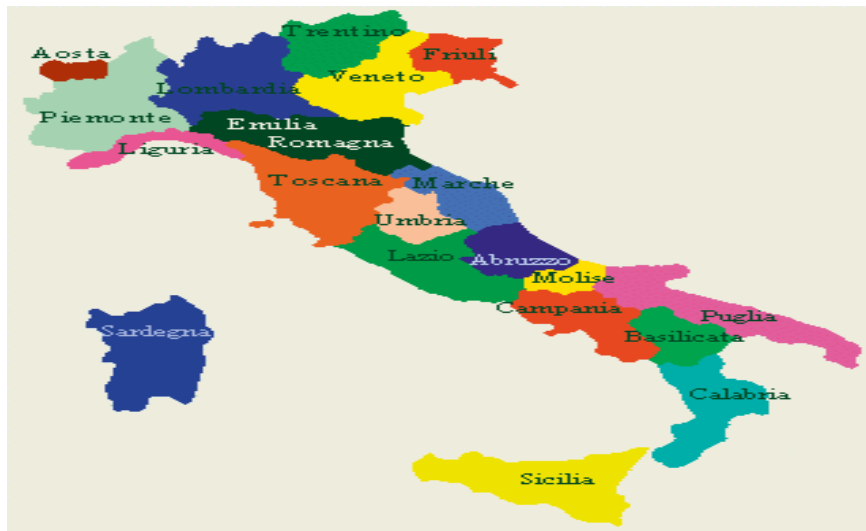 Trentino
Aosta
Friuli
Veneto
Lombardia
Piemonte
Emilia
Romagna
Liguria
Toscana
Marche
Umbria
Lazio
Abruzzo
Molise
Campania
Puglia
Sardegna
Basilicata
Calabria
Sicilia